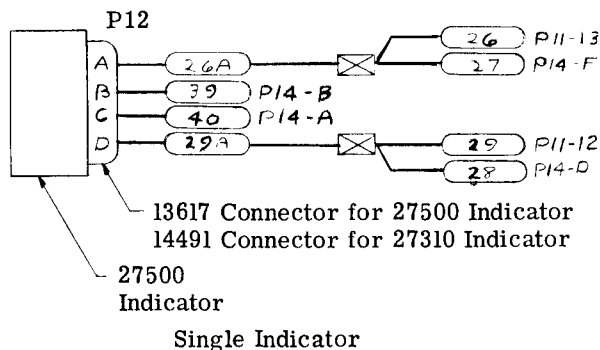 P12
26 P11-13
A 26A 27 P14-F
B 39 P14-B
C 40 P14-A
D 29A 29 P11-12
28 P14-D
13617 Connector for 27500 Indicator
14491 Connector for 27310 Indicator
27500
Indicator
Single Indicator